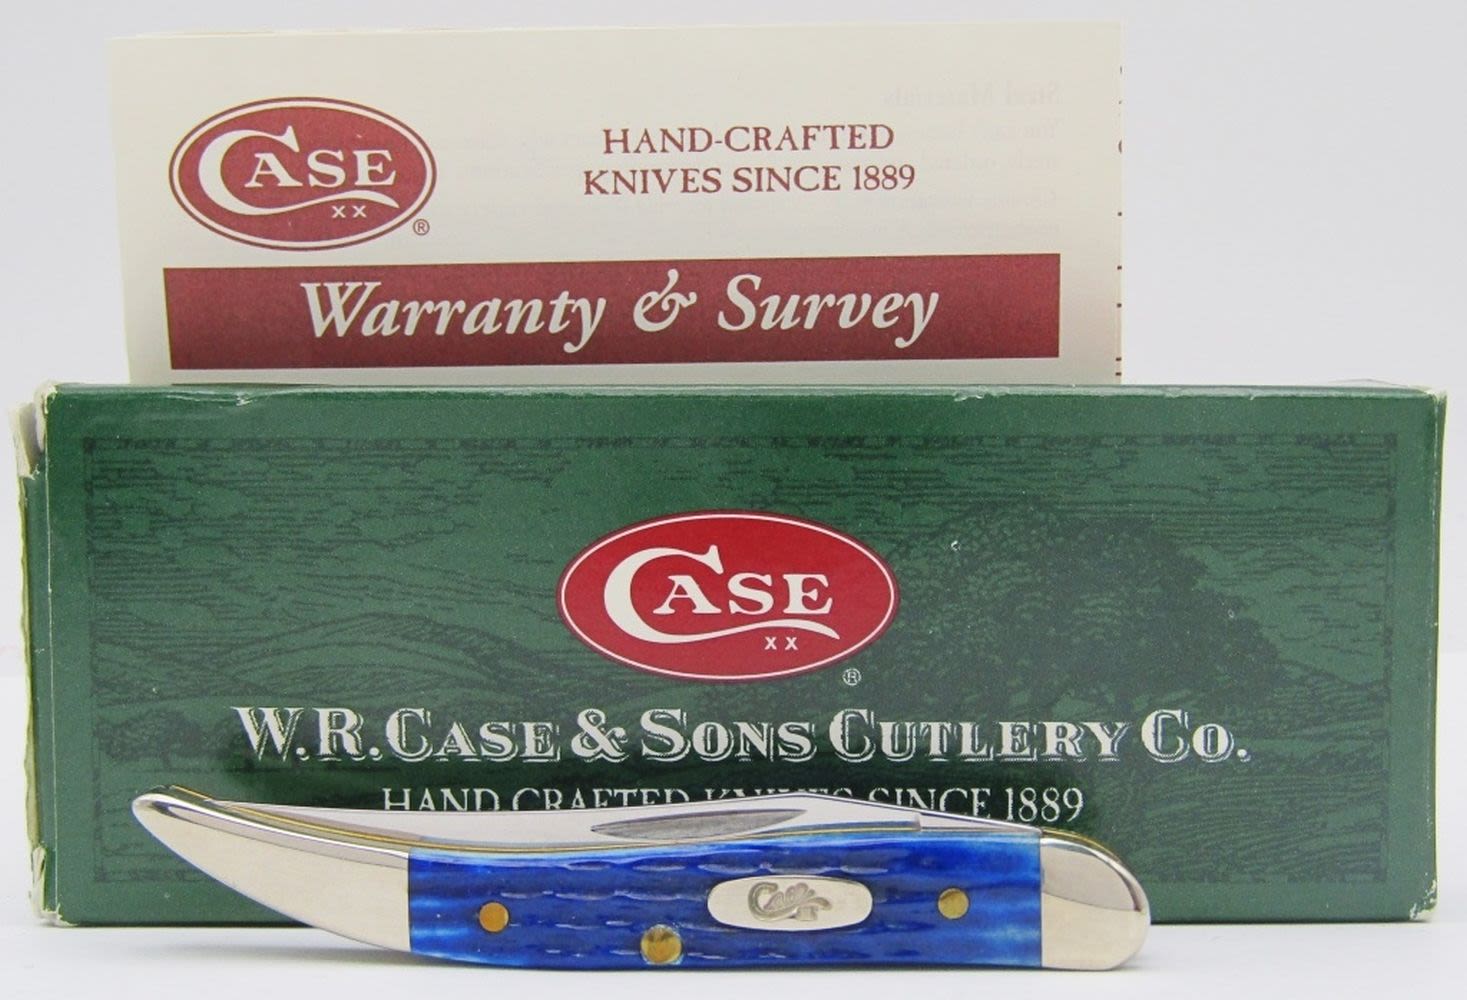 CASE
XX
®
HAND-CRAFTED
KNIVES SINCE 1889
Warranty & Survey
CASE
XX
®
W.R. CASE & SONS CUTLERY CO.
HAND CRAFTED KNIVES SINCE 1889
Case